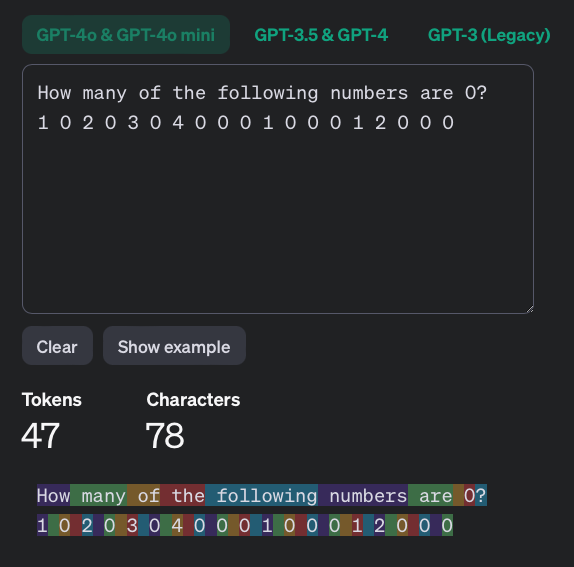 GPT-4o & GPT-4o mini GPT-3.5 & GPT-4 GPT-3 (Legacy)
How many of the following numbers are 0?
1 0 2 0 3 0 4 0 0 0 1 0 0 0 1 2 0 0 0
Clear Show example
Tokens Characters
47 78
How many of the following numbers are 0?
1 0 2 0 3 0 4 0 0 0 1 0 0 0 1 2 0 0 0